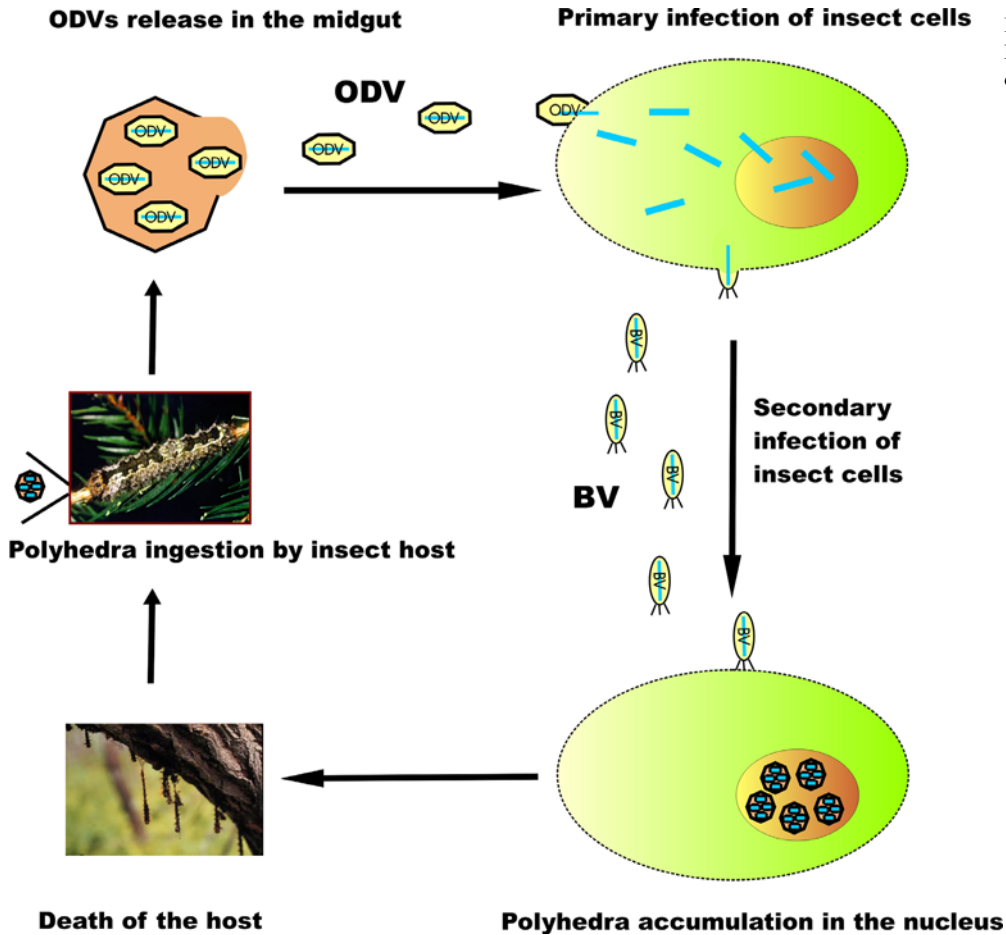 ODVs release in the midgut
Primary infection of insect cells
ODV
ODV
ODV
ODV
ODV
ODV
ODV
ODV
BV
BV
BV
Secondary
infection of
insect cells
BV
BV
Polyhedra ingestion by insect host
BV
Death of the host
Polyhedra accumulation in the nucleus